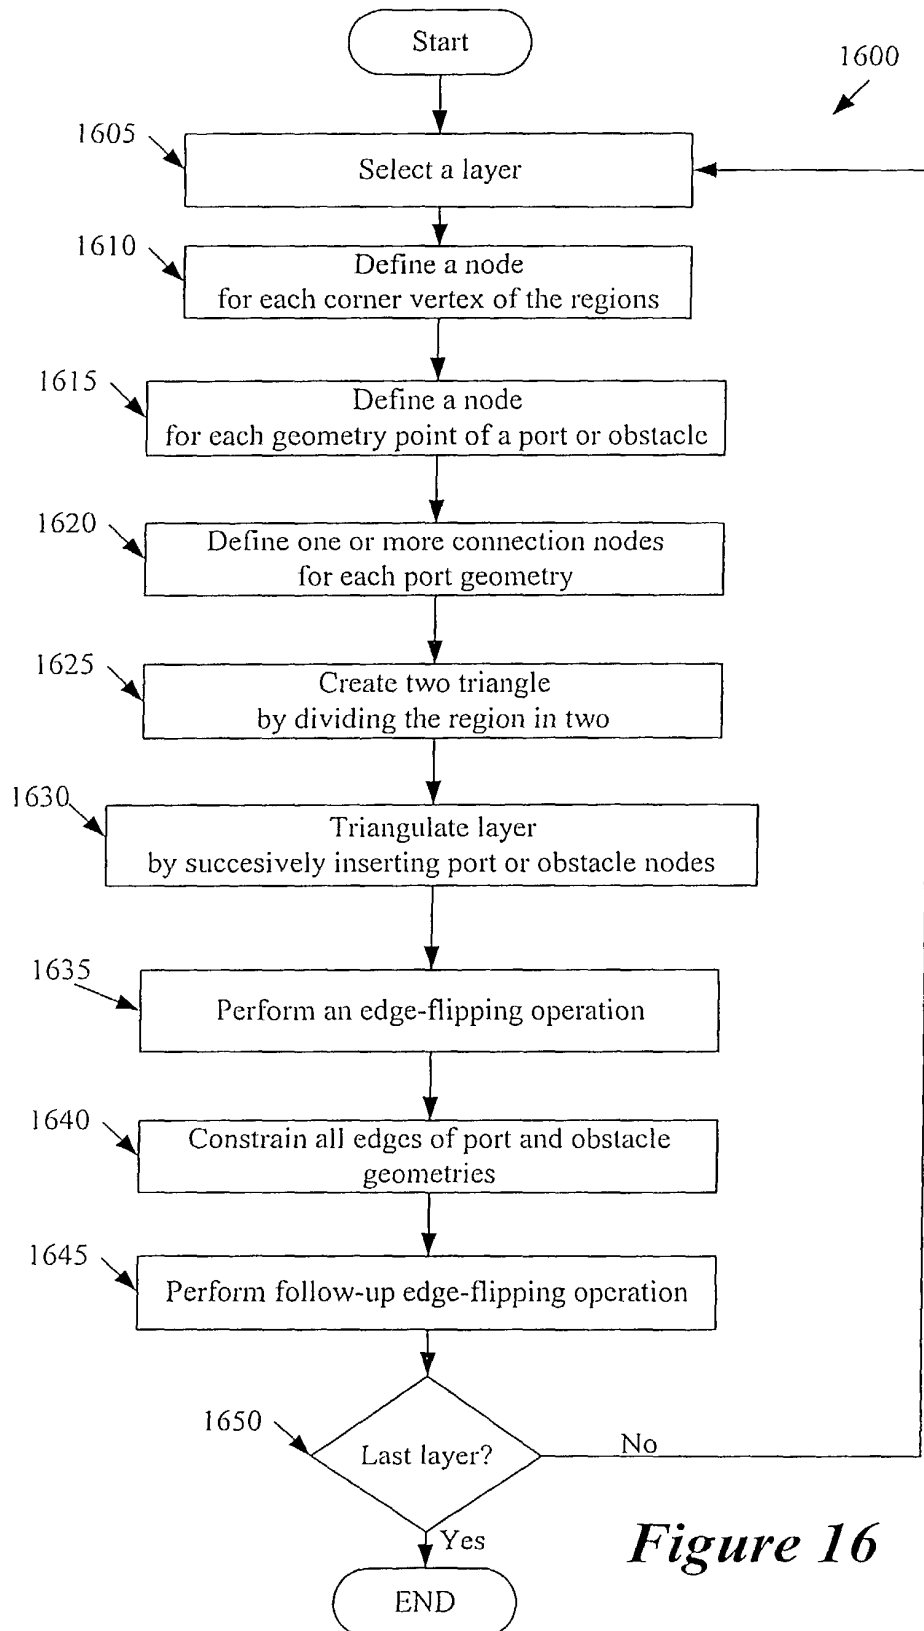 Start
1600
1605
Select a layer
1610
Define a node
for each corner vertex of the regions
1615
Define a node
for each geometry point of a port or obstacle
1620
Define one or more connection nodes
for each port geometry
1625
Create two triangle
by dividing the region in two
1630
Triangulate layer
by succesively inserting port or obstacle nodes
1635
Perform an edge-flipping operation
1640
Constrain all edges of port and obstacle
geometries
1645
Perform follow-up edge-flipping operation
1650
Last layer?
No
Yes
Figure 16
END